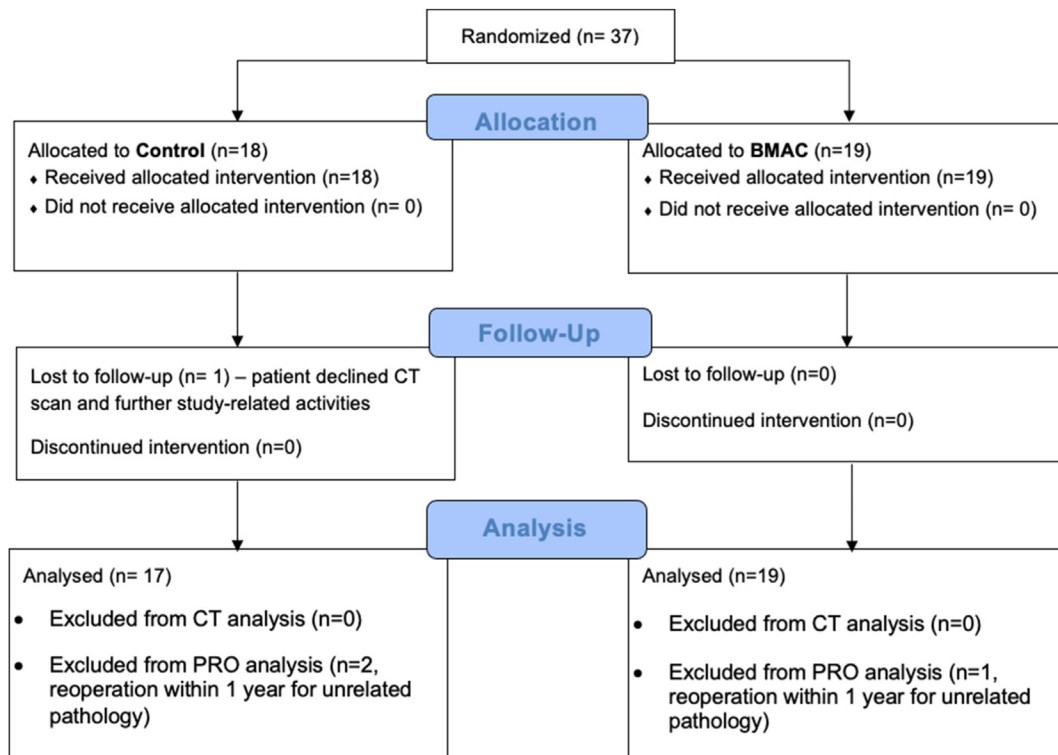 Randomized (n= 37)
Allocation
Allocated to Control (n=18)
⬧ Received allocated intervention (n=18)
⬧ Did not receive allocated intervention (n= 0)
Allocated to BMAC (n=19)
⬧ Received allocated intervention (n=19)
⬧ Did not receive allocated intervention (n= 0)
Follow-Up
Lost to follow-up (n= 1) – patient declined CT
scan and further study-related activities
Discontinued intervention (n=0)
Lost to follow-up (n=0)
Discontinued intervention (n=0)
Analysis
Analysed (n= 17)
• Excluded from CT analysis (n=0)
• Excluded from PRO analysis (n=2,
reoperation within 1 year for unrelated
pathology)
Analysed (n=19)
• Excluded from CT analysis (n=0)
• Excluded from PRO analysis (n=1,
reoperation within 1 year for unrelated
pathology)